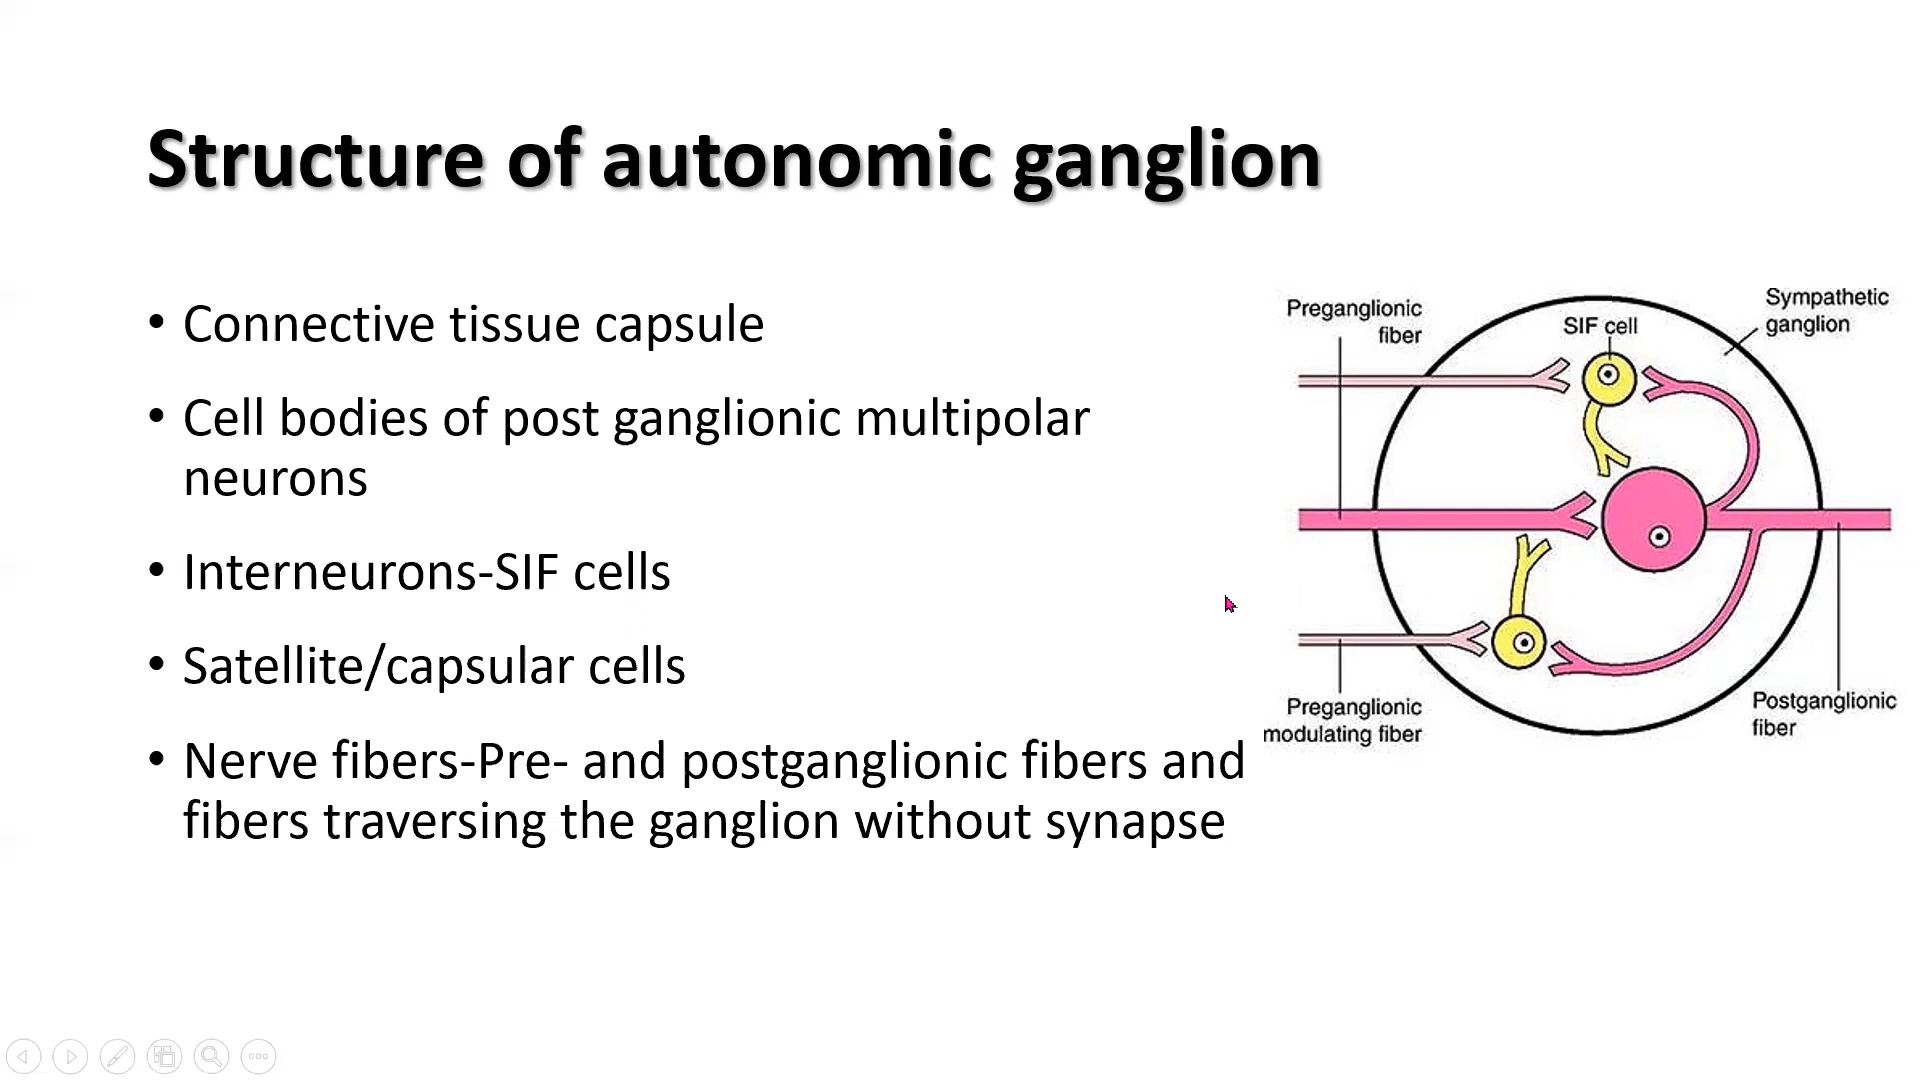 Structure of autonomic ganglion
• Connective tissue capsule
• Cell bodies of post ganglionic multipolar
neurons
• Interneurons-SIF cells
• Satellite/capsular cells
• Nerve fibers-Pre- and postganglionic fibers and
fibers traversing the ganglion without synapse
Preganglionic
fiber
SIF cell
Sympathetic
ganglion
Preganglionic
modulating fiber
Postganglionic
fiber